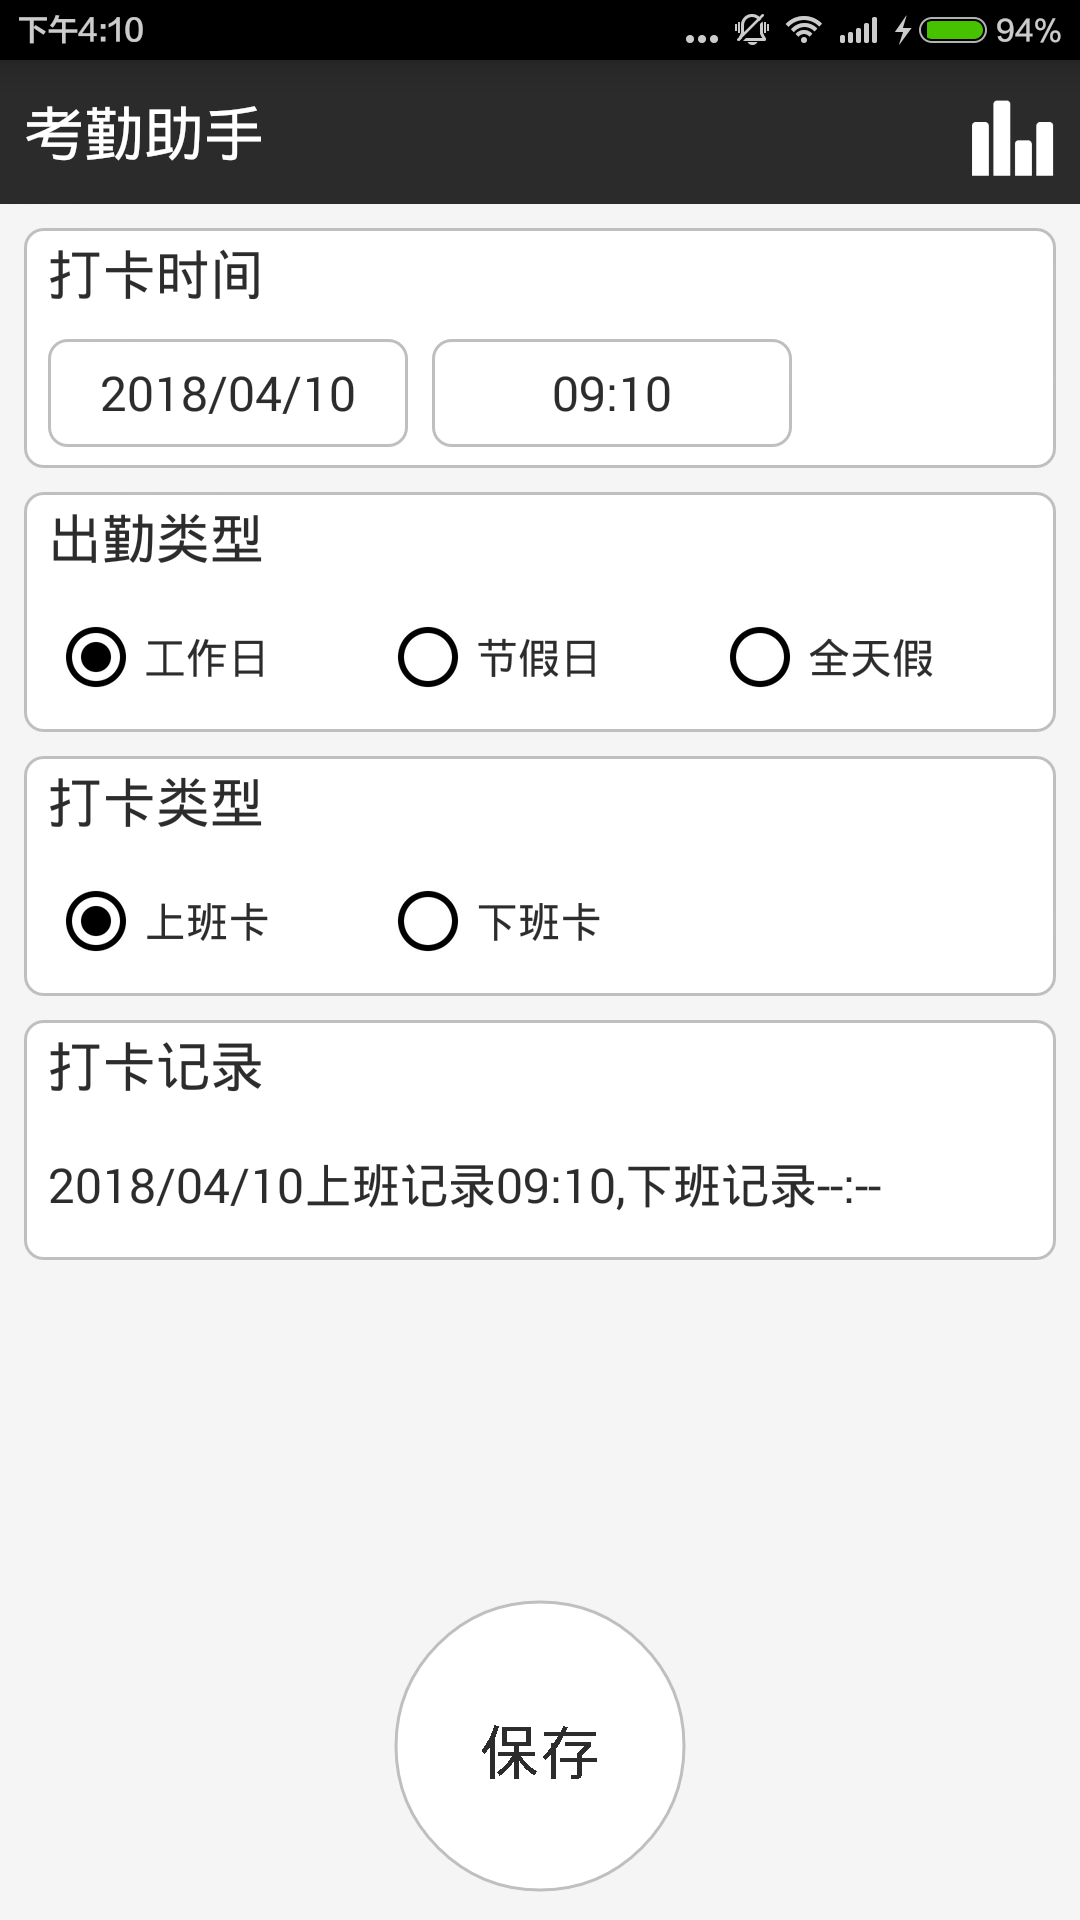 下午4:10
94%
考勤助手
打卡时间
2018/04/10
09:10
出勤类型
工作日
节假日
全天假
打卡类型
上班卡
下班卡
打卡记录
2018/04/10上班记录09:10,下班记录--:--
保存